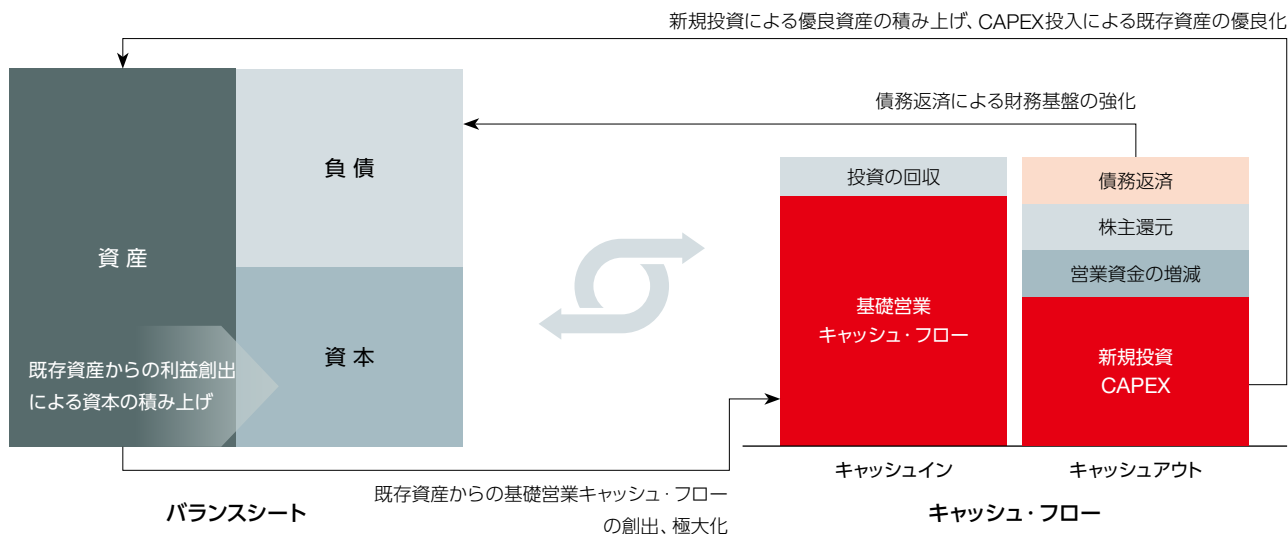 新規投資による優良資産の積み上げ、CAPEX投入による既存資産の優良化
債務返済による財務基盤の強化
負債
資産
資本
既存資産からの利益創出
による資本の積み上げ
投資の回収
基礎営業
キャッシュ・フロー
債務返済
株主還元
営業資金の増減
新規投資
CAPEX
キャッシュイン
キャッシュアウト
既存資産からの基礎営業キャッシュ・フロー
の創出、極大化
バランスシート
キャッシュ・フロー